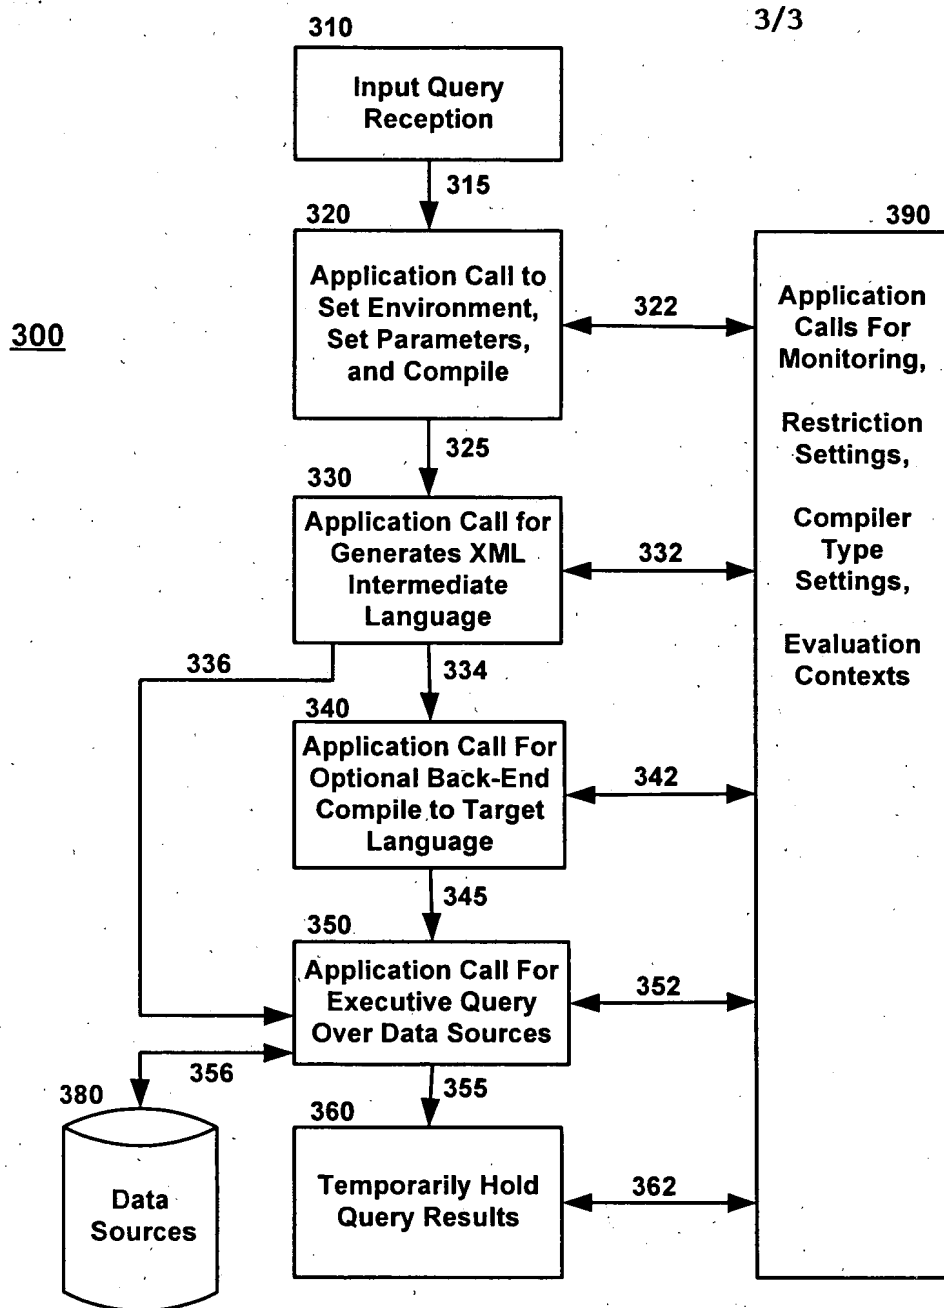 3/3
310
Input Query
Reception
315
320
390
Application Call to
Set Environment,
Set Parameters,
and Compile
322
Application
Calls For
Monitoring,
Restriction
Settings,
Compiler
Type
Settings,
Evaluation
Contexts
300
325
330
Application Call for
Generates XML
Intermediate
Language
332
336
334
340
Application Call For
Optional Back-End
Compile to Target
Language
342
345
350
Application Call For
Executive Query
Over Data Sources
352
356
355
380
360
Data
Sources
Temporarily Hold
Query Results
362